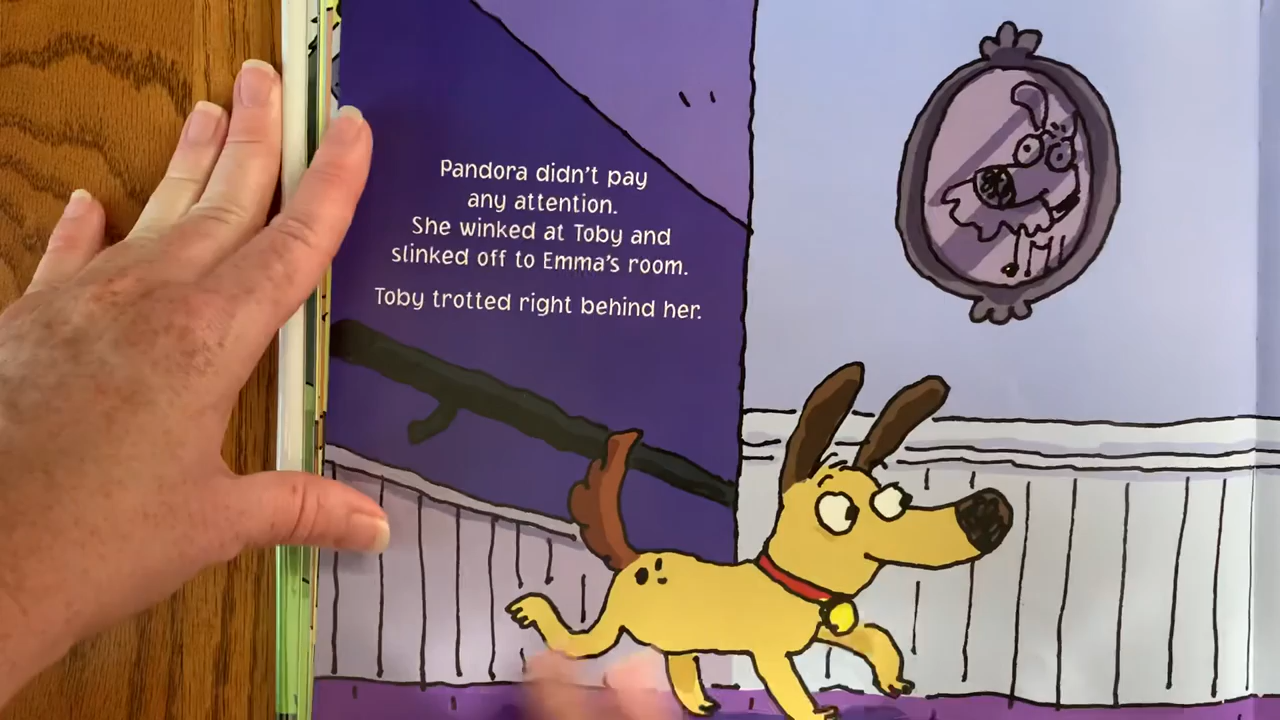 Pandora didn't pay
any attention.
She winked at Toby and
slinked off to Emma's room.
Toby trotted right behind her.